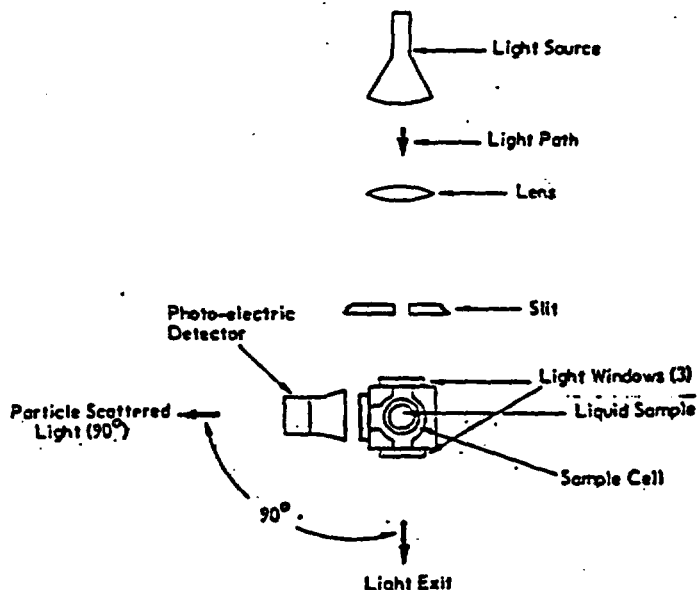 Light Source
Light Path
Lens
Slit
Photo-electric
Detector
Light Windows (3)
Particle Scattered
Light (90°)
Liquid Sample
Sample Cell
90°
Light Exit